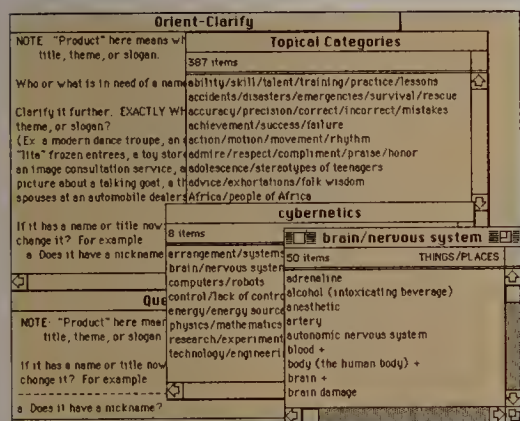 Orient-Clarify
NOTE "Product" here means
title, theme, or slogan.
Who or what is in need of a name
Clarify it further. EXACTLY
theme, or slogan?
(Ex a modern dance troupe, an
"lite" frozen entrees, a toy store
an image consultation service, a
picture about a talking goat, a
spouses at an automobile dealers
If it has a name or title now
change it? For example
a Does it have a nickname
Topical Categories
387 items
ability/skill/talent/training/practice/lessons
accidents/disasters/emergencies/survival/rescue
accuracy/precision/correct/incorrect/mistakes
achievement/success/failure
action/motion/movement/rhythm
admire/respect/compliment/praise/honor
adolescence/stereotypes of teenagers
advice/exhortations/folk wisdom
Africa/people of Africa
cybernetics
8 items
arrangement/systems
brain/nervous system
computers/robots
control/lack of contro
energy/energy source
physics/mathematics
research/experiment
technology/engineeri
brain/nervous system
50 items THINGS/PLACES
adrenaline
alcohol (intoxicating beverage)
anesthetic
artery
autonomic nervous system
blood +
body (the human body) +
brain +
brain damage
Que
NOTE: "Product" here mean
title, theme, or slogan
If it has a name or title now
change it? For example
a Does it have a nickname?